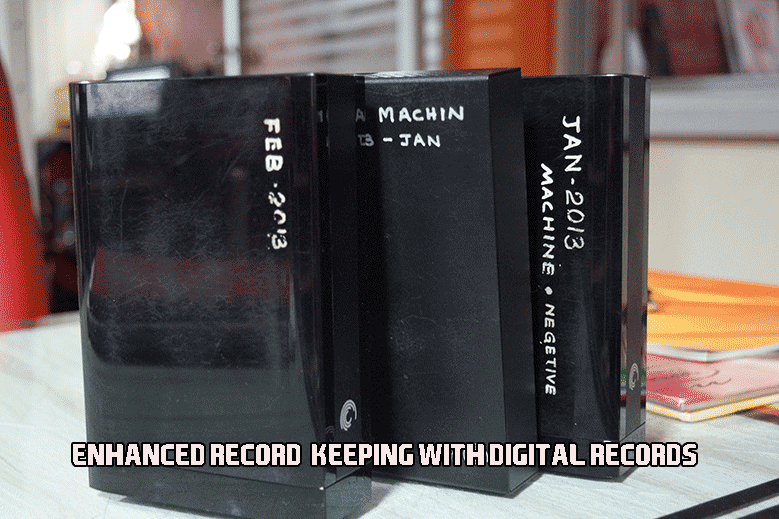 FEB-2013
MACHIN
- JAN
JAN-2013
MACHINE • NEGETIVE
ENHANCED RECORD KEEPING WITH DIGITAL RECORDS